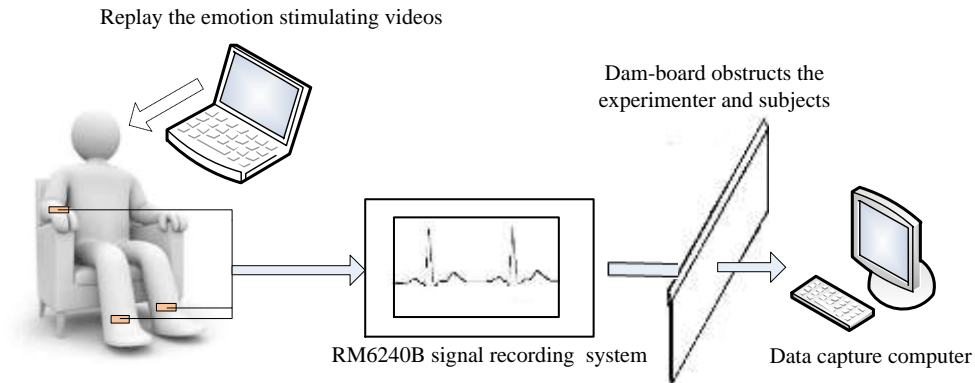 Replay the emotion stimulating videos
Dam-board obstructs the
experimenter and subjects
RM6240B signal recording system
Data capture computer